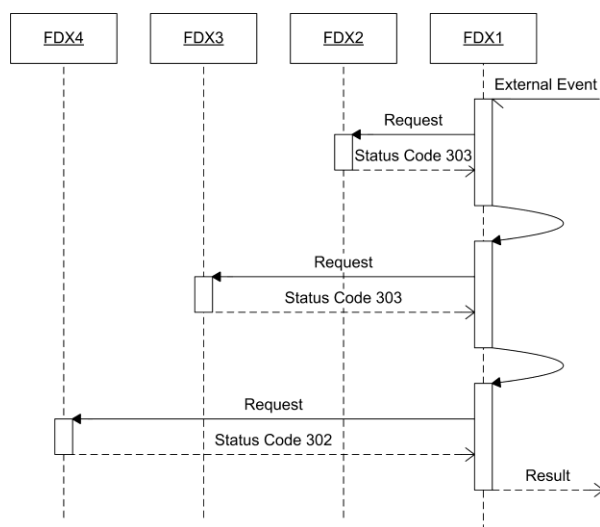 FDX4
FDX3
FDX2
FDX1
External Event
Request
Status Code 303
Request
Status Code 303
Request
Status Code 302
Result